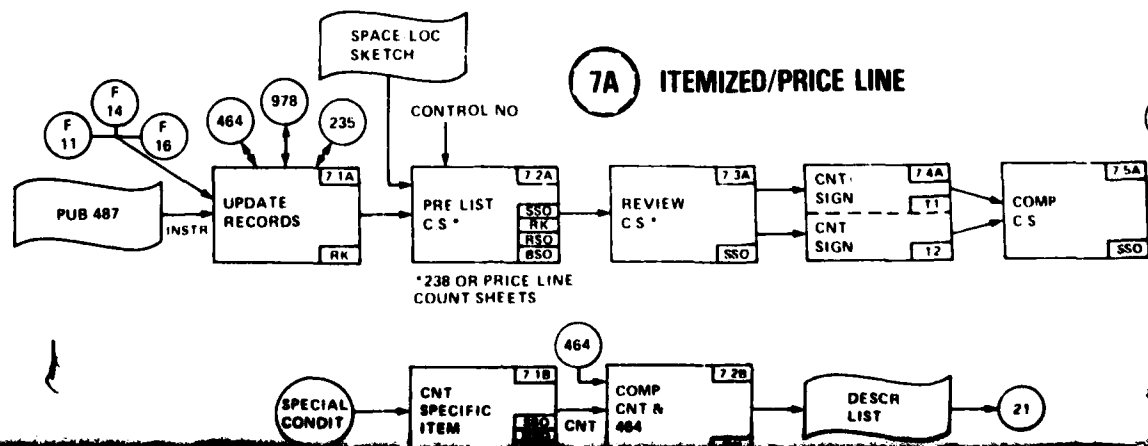 SPACE LOC
SKETCH
7A ITEMIZED/PRICE LINE
F
14
F
11
F
16
464
978
235
CONTROL NO
PUB 487
INSTR
7.1A
UPDATE
RECORDS
RK
7.2A
PRE LIST
C S *
SSO
RK
RSO
BSO
*238 OR PRICE LINE
COUNT SHEETS
7.3A
REVIEW
C S *
SSO
7.4A
CNT
SIGN
T1
CNT
SIGN
T2
7.5A
COMP
C S
SSO
SPECIAL
CONDIT
7.1B
CNT
SPECIFIC
ITEM
CNT
464
7.2B
COMP
CNT &
464
DESCR
LIST
21